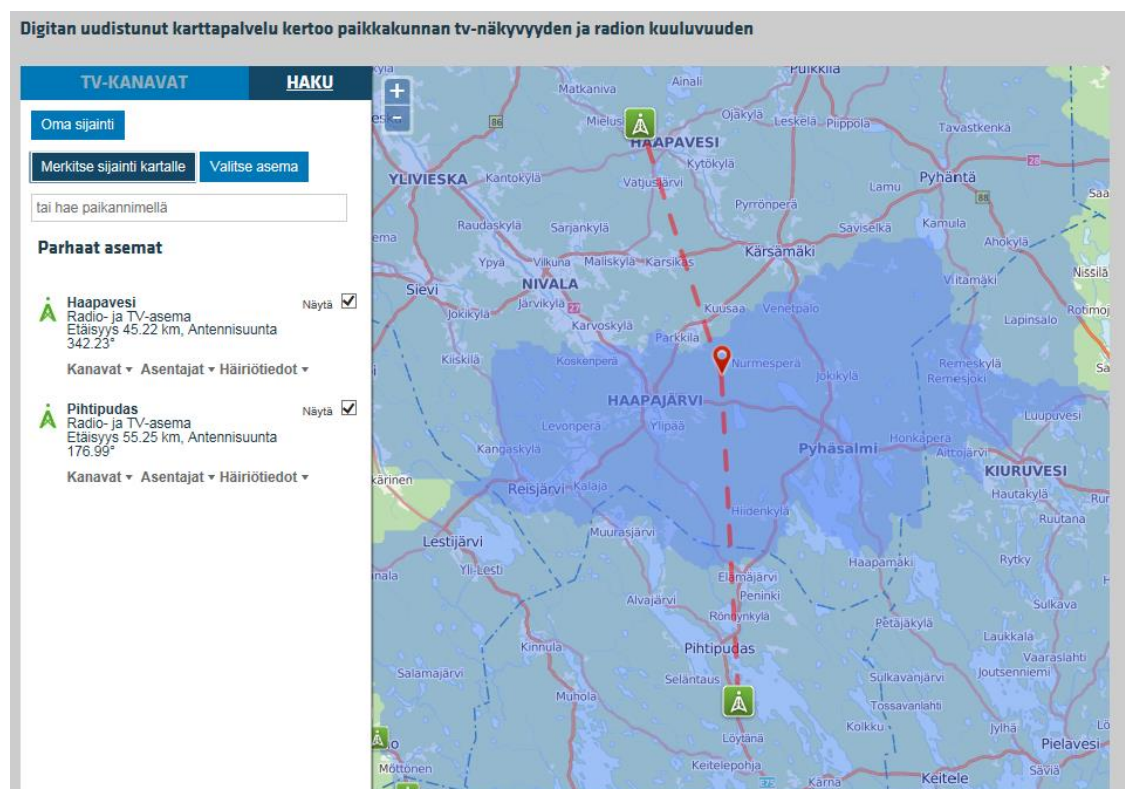 Digitan uudistunut karttapalvelu kertoo paikkakunnan tv-näkyvyyden ja radion kuuluvuuden
TV-KANAVAT
HAKU
Oma sijainti
Merkitse sijainti kartalle
Valitse asema
tai hae paikannimellä
Parhaat asemat
Haapavesi
Näytä
Radio- ja TV-asema
Etäisyys 45.22 km, Antennisuunta
342.23°
Kanavat ▾ Asentajat ▾ Häiriötiedot ▾
Pihtipudas
Näytä
Radio- ja TV-asema
Etäisyys 55.25 km, Antennisuunta
176.99°
Kanavat ▾ Asentajat ▾ Häiriötiedot ▾
+
-
Ainali
Matkaniva
86
Ojäkylä
Leskelä
Piippola
Tavastkenkä
HAAPAVESI
Kytökylä
28
YLIVIESKA
Kantokylä
Vatjusjärvi
Lamu
Pyhäntä
88
Pyrrönperä
Raudaskylä
Sarjankylä
Saviselkä
Kamula
Ahokylä
Kärsämäki
Ypyä
Vilkuna
Maliskylä
Karsikas
Nissilä
Sievi
NIVALA
Järvikylä
27
Kuusaa
Venetpalo
Jokikylä
Karvoskylä
Lapinsalo
Parkkila
Kiiskilä
Koskenperä
Nurmesperä
Jokikylä
Remeskylä
Remesjoki
HAAPAJÄRVI
Levonperä
Ylipää
Luupuvesi
Kangaskylä
Pyhäsalmi
Honkaperä
Aittojärvi
KIURUVESI
Reisjärvi
Kalaja
Hautakylä
Hiidenkylä
Ruutana
Muurasjärvi
Lestijärvi
Haapamäki
Rytky
Yli-Lesti
Elämäjärvi
Peninki
Alvajärvi
Sulkava
Rönnynkylä
Petäjäkylä
Laukkala
Kinnula
Pihtipudas
Vaaraslahti
Salamajärvi
Seläntaus
Sulkavanjärvi
Joutsenniemi
Muhola
Tossavanlahti
Kolkku
Jylhä
Löytänä
Pielavesi
Möttönen
Keitelepohja
Säviä
E75
Kärnä
Keitele